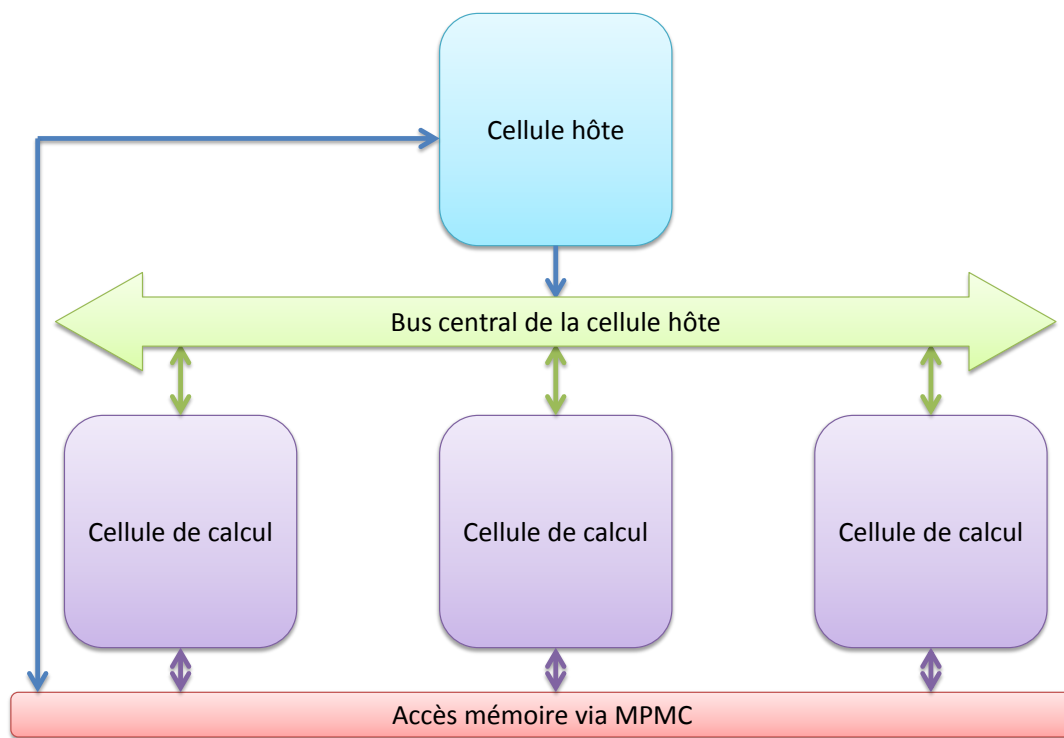 Cellule hôte
Bus central de la cellule hôte
Cellule de calcul
Cellule de calcul
Cellule de calcul
Accès mémoire via MPMC